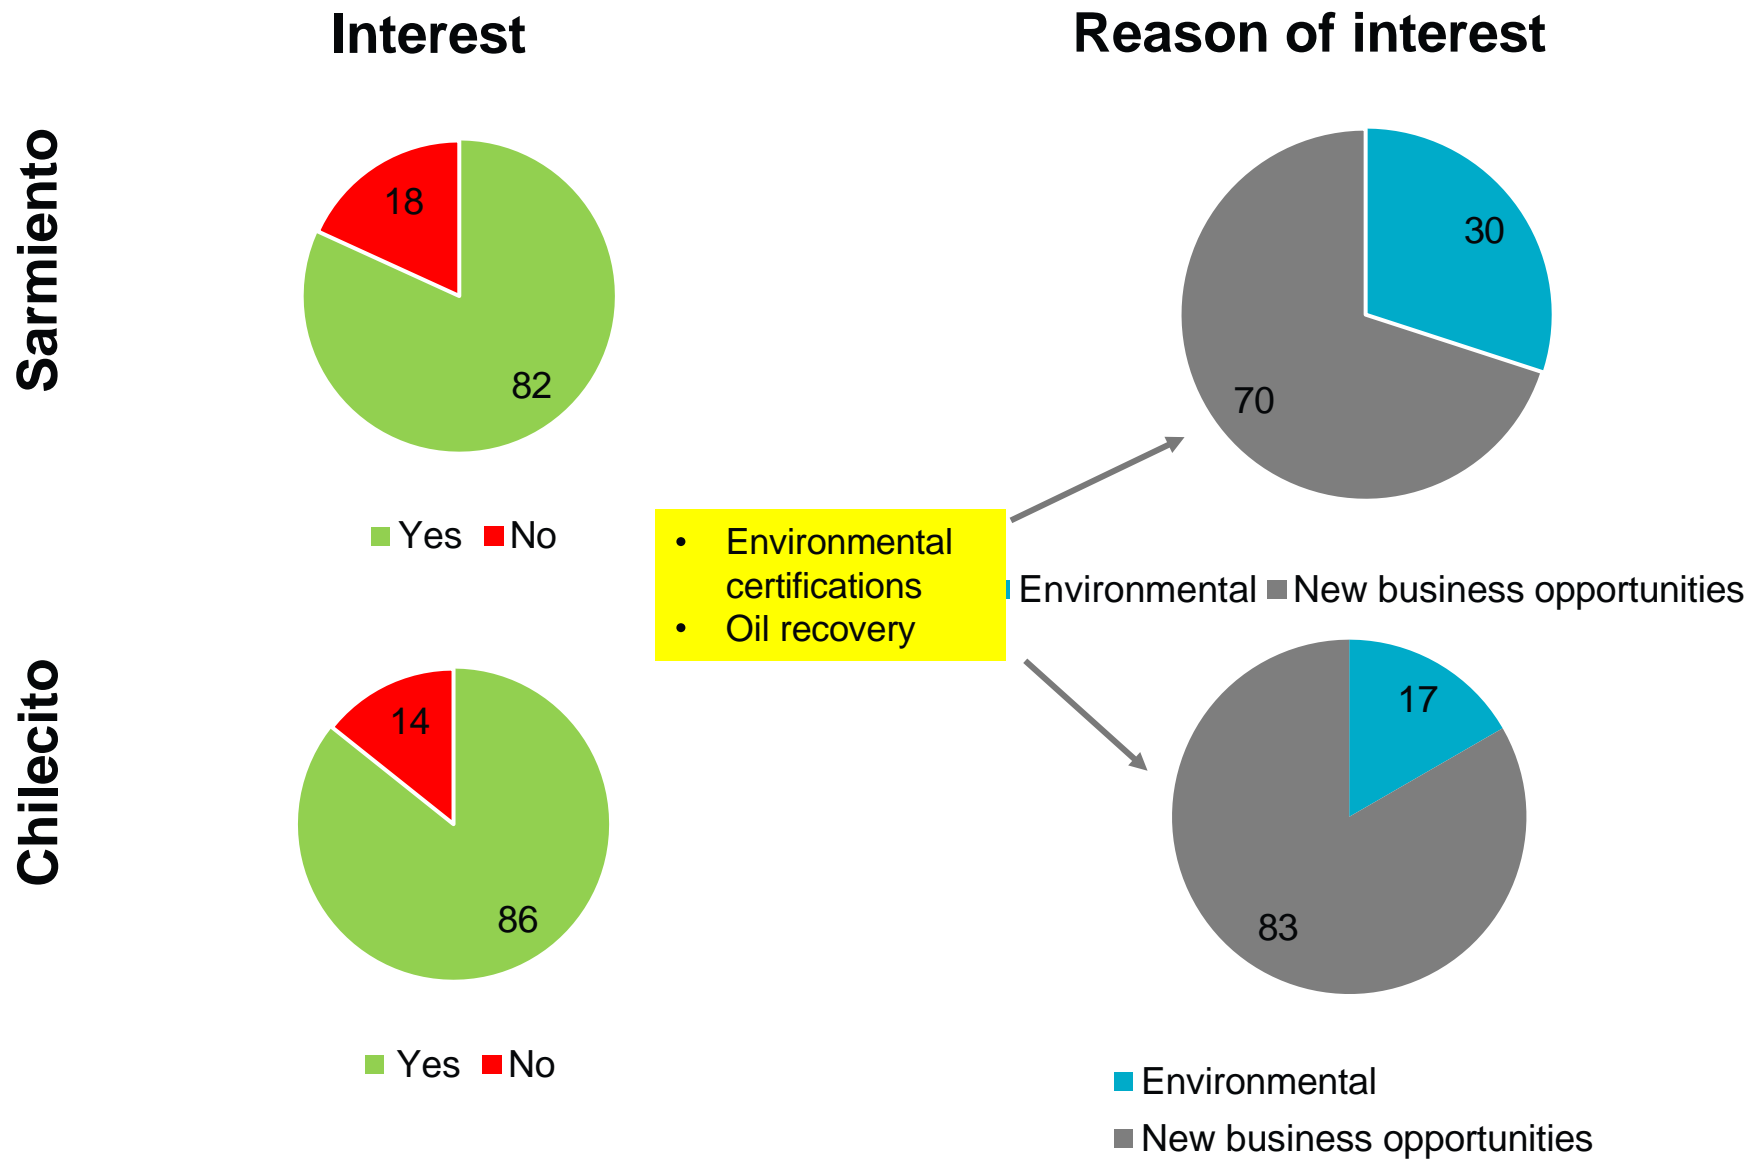 Interest
Reason of interest
Sarmiento
18
82
Yes No
30
70
Environmental New business opportunities
• Environmental
certifications
• Oil recovery
Chilecito
14
86
Yes No
17
83
Environmental
New business opportunities